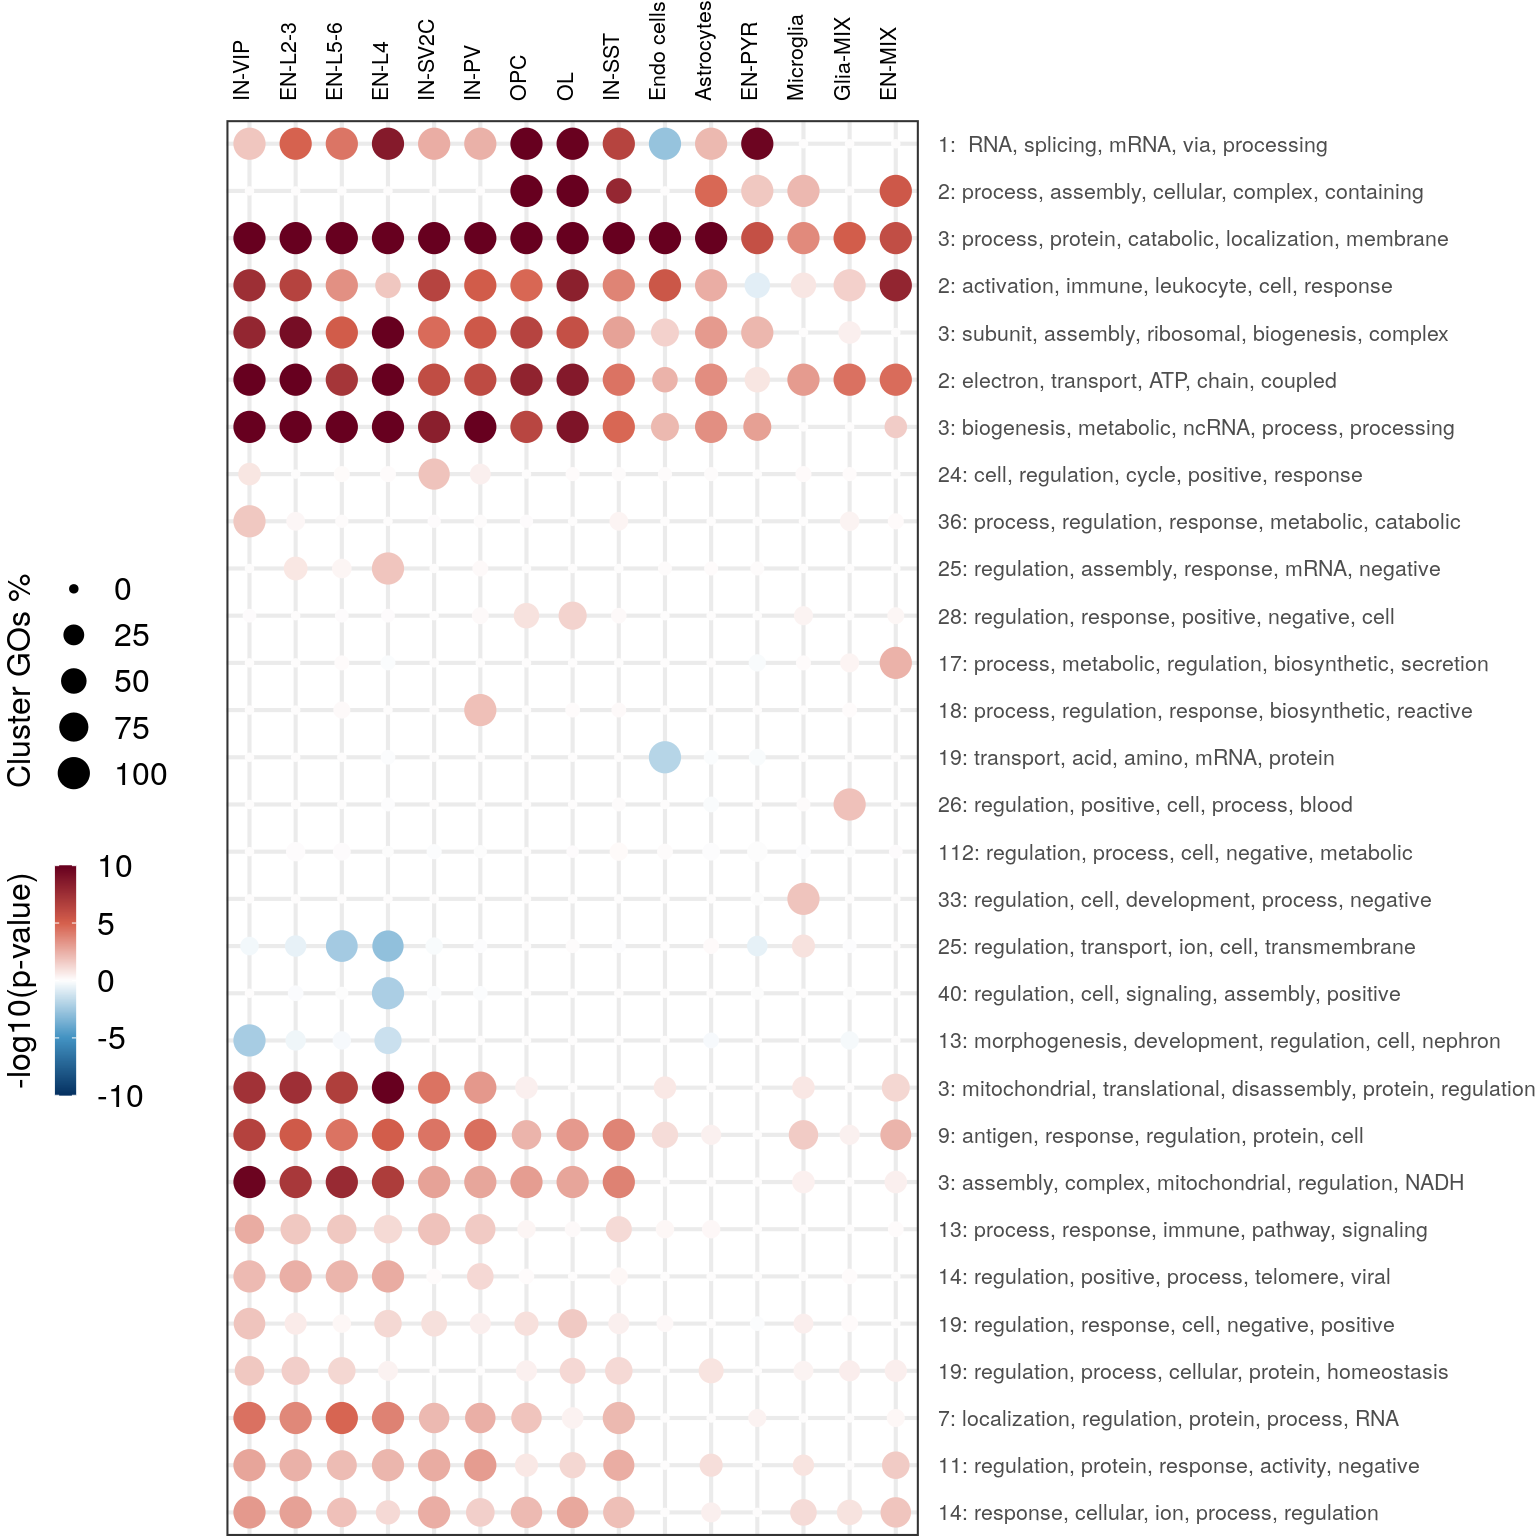 IN-VIP
EN-L2-3
EN-L5-6
EN-L4
IN-SV2C
IN-PV
OPC
OL
IN-SST
Endo cells
Astrocytes
EN-PYR
Microglia
Glia-MIX
EN-MIX
1:  RNA, splicing, mRNA, via, processing
2: process, assembly, cellular, complex, containing
3: process, protein, catabolic, localization, membrane
2: activation, immune, leukocyte, cell, response
3: subunit, assembly, ribosomal, biogenesis, complex
2: electron, transport, ATP, chain, coupled
3: biogenesis, metabolic, ncRNA, process, processing
24: cell, regulation, cycle, positive, response
36: process, regulation, response, metabolic, catabolic
25: regulation, assembly, response, mRNA, negative
28: regulation, response, positive, negative, cell
17: process, metabolic, regulation, biosynthetic, secretion
18: process, regulation, response, biosynthetic, reactive
19: transport, acid, amino, mRNA, protein
26: regulation, positive, cell, process, blood
112: regulation, process, cell, negative, metabolic
33: regulation, cell, development, process, negative
25: regulation, transport, ion, cell, transmembrane
40: regulation, cell, signaling, assembly, positive
13: morphogenesis, development, regulation, cell, nephron
3: mitochondrial, translational, disassembly, protein, regulation
9: antigen, response, regulation, protein, cell
3: assembly, complex, mitochondrial, regulation, NADH
13: process, response, immune, pathway, signaling
14: regulation, positive, process, telomere, viral
19: regulation, response, cell, negative, positive
19: regulation, process, cellular, protein, homeostasis
7: localization, regulation, protein, process, RNA
11: regulation, protein, response, activity, negative
14: response, cellular, ion, process, regulation
Cluster GOs %
0
25
50
75
100
-log10(p-value)
10
5
0
-5
-10